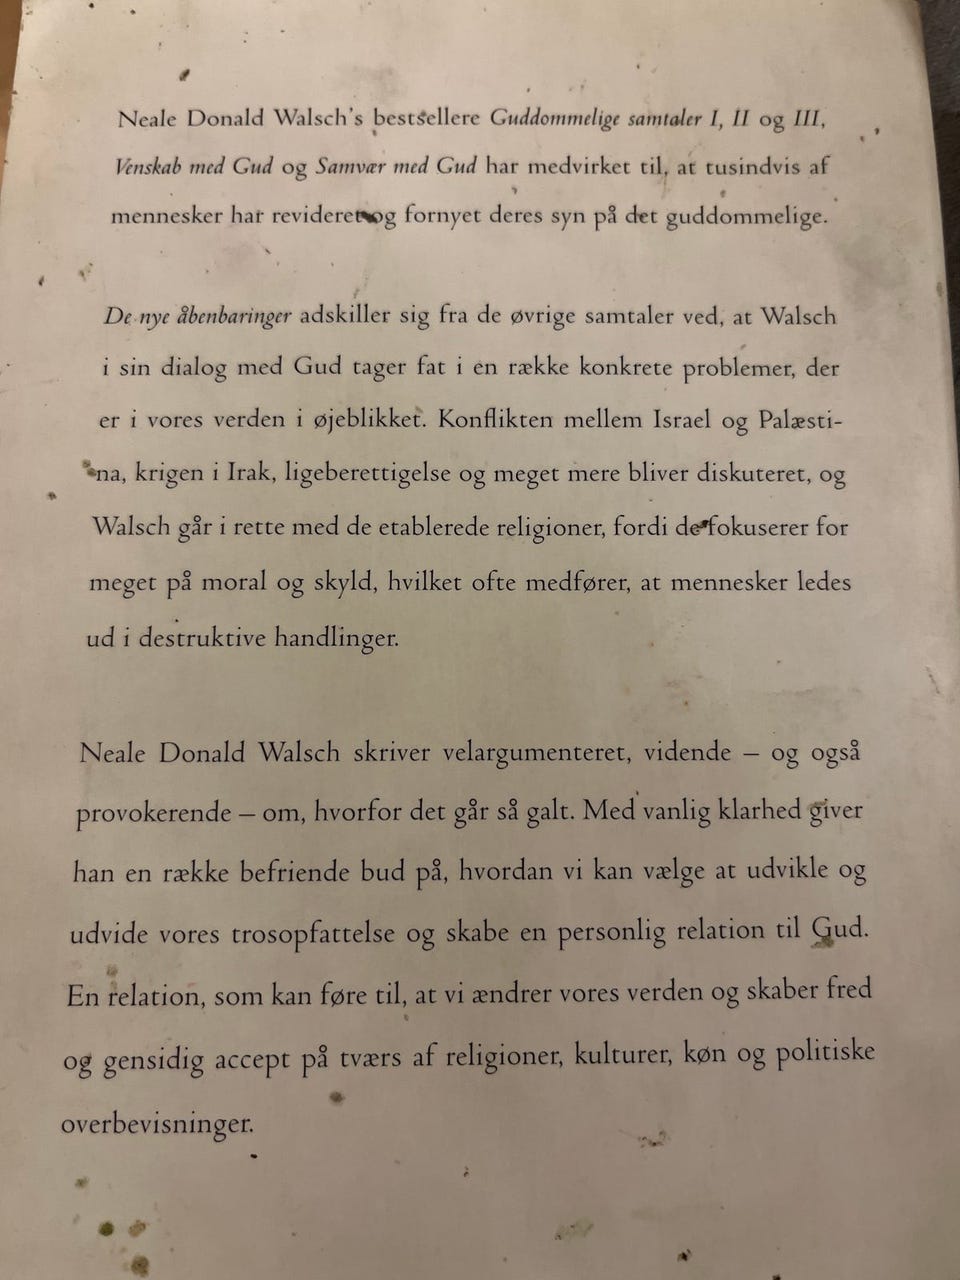 Neale Donald Walsch's bestsellere Guddommelige samtaler I, II og III,
Venskab med Gud og Samvær med Gud har medvirket til, at tusindvis af
mennesker har revideret og fornyet deres syn på det guddommelige.
De nye åbenbaringer adskiller sig fra de øvrige samtaler ved, at Walsch
i sin dialog med Gud tager fat i en række konkrete problemer, der
er i vores verden i øjeblikket. Konflikten mellem Israel og Palæsti-
na, krigen i Irak, ligeberettigelse og meget mere bliver diskuteret, og
Walsch går i rette med de etablerede religioner, fordi de fokuserer for
meget på moral og skyld, hvilket ofte medfører, at mennesker ledes
ud i destruktive handlinger.
Neale Donald Walsch skriver velargumenteret, vidende – og også
provokerende – om, hvorfor det går så galt. Med vanlig klarhed giver
han en række befriende bud på, hvordan vi kan vælge at udvikle og
udvide vores trosopfattelse og skabe en personlig relation til Gud.
En relation, som kan føre til, at vi ændrer vores verden og skaber fred
og gensidig accept på tværs af religioner, kulturer, køn og politiske
overbevisninger.